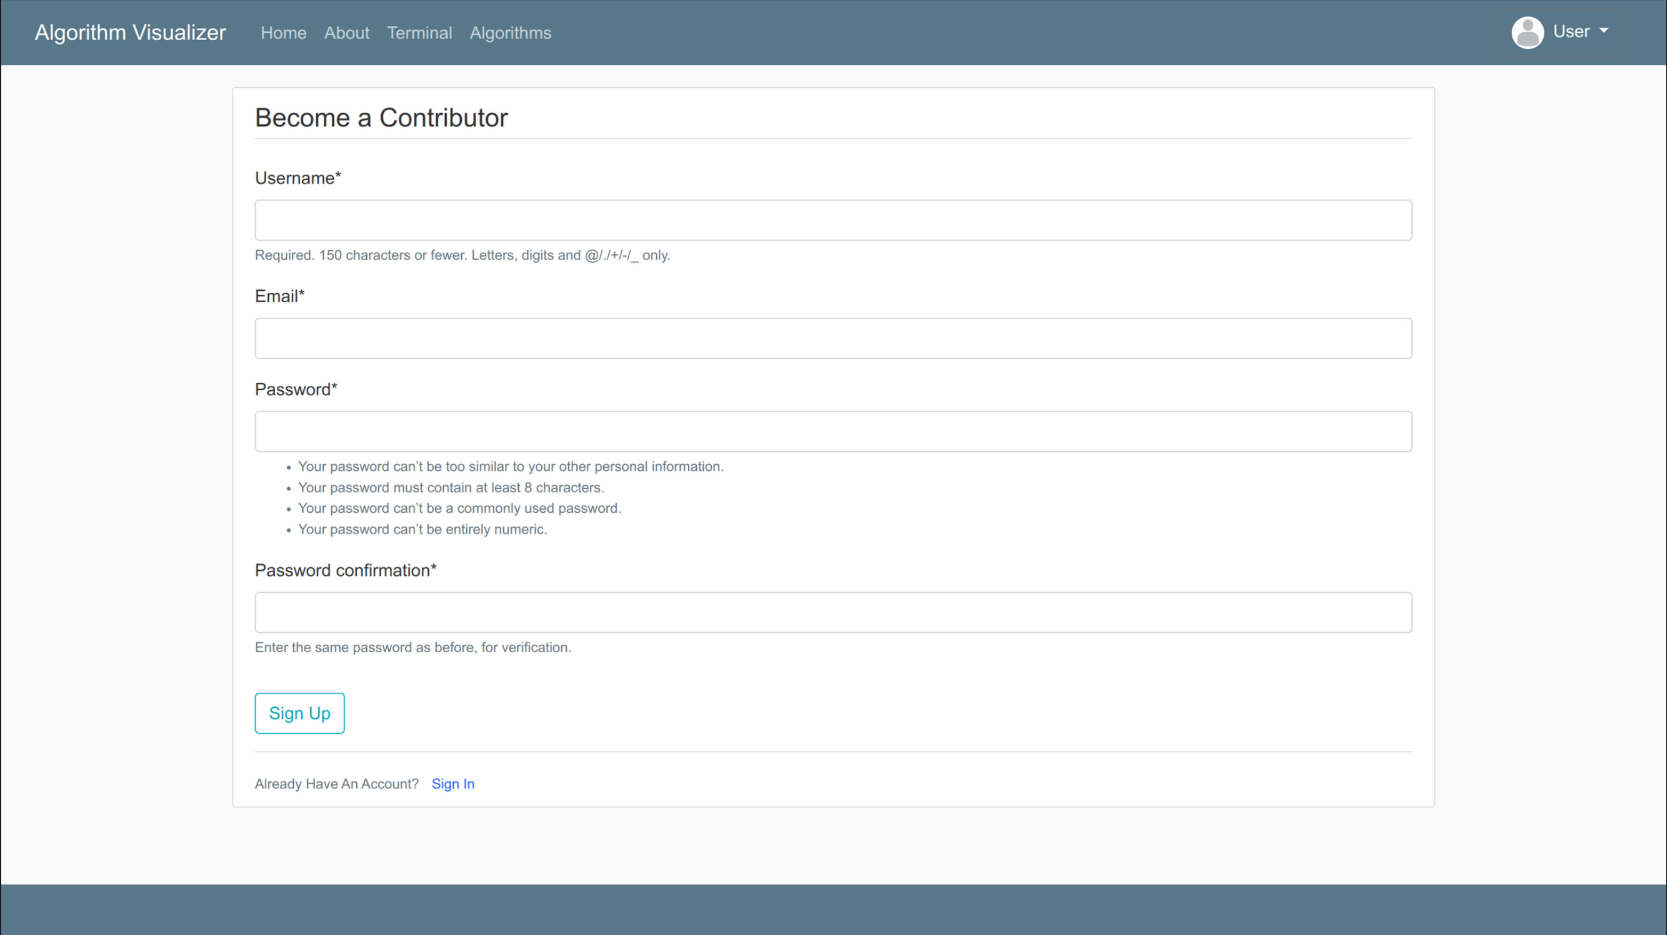 Algorithm Visualizer Home About Terminal Algorithms User
Become a Contributor
Username*
Required. 150 characters or fewer. Letters, digits and @/./+/-/_ only.
Email*
Password*
• Your password can't be too similar to your other personal information.
• Your password must contain at least 8 characters.
• Your password can't be a commonly used password.
• Your password can't be entirely numeric.
Password confirmation*
Enter the same password as before, for verification.
Sign Up
Already Have An Account? Sign In